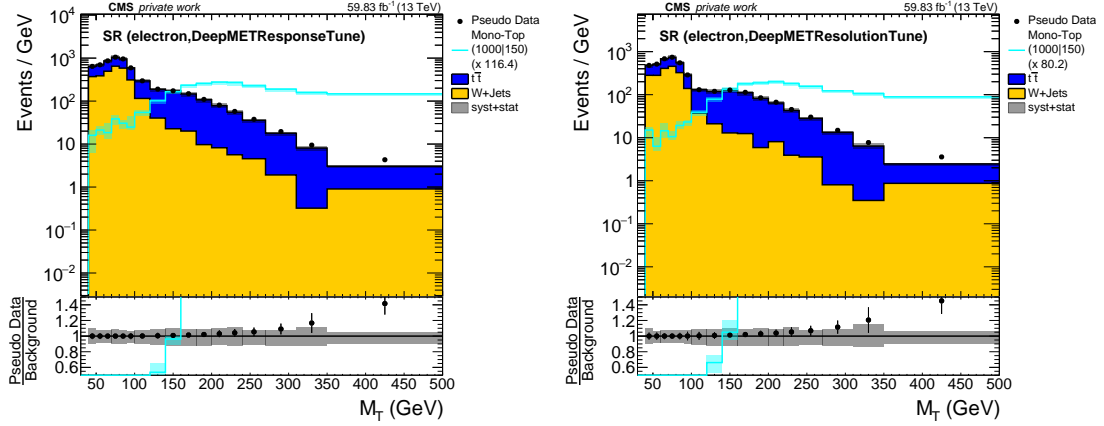 CMS private work 59.83 fb⁻¹ (13 TeV)
SR (electron,DeepMETResponseTune)
Events / GeV
10⁴
10³
10²
10
1
10⁻¹
10⁻²
Pseudo Data
Mono-Top
(1000|150)
(x 116.4)
tt̅
W+Jets
syst+stat
Pseudo Data
Background
1.4
1.2
1
0.8
0.6
50 100 150 200 250 300 350 400 450 500
M_T (GeV)
CMS private work 59.83 fb⁻¹ (13 TeV)
SR (electron,DeepMETResolutionTune)
Events / GeV
10³
10²
10
1
10⁻¹
10⁻²
Pseudo Data
Mono-Top
(1000|150)
(x 80.2)
tt̅
W+Jets
syst+stat
Pseudo Data
Background
1.4
1.2
1
0.8
0.6
50 100 150 200 250 300 350 400 450 500
M_T (GeV)